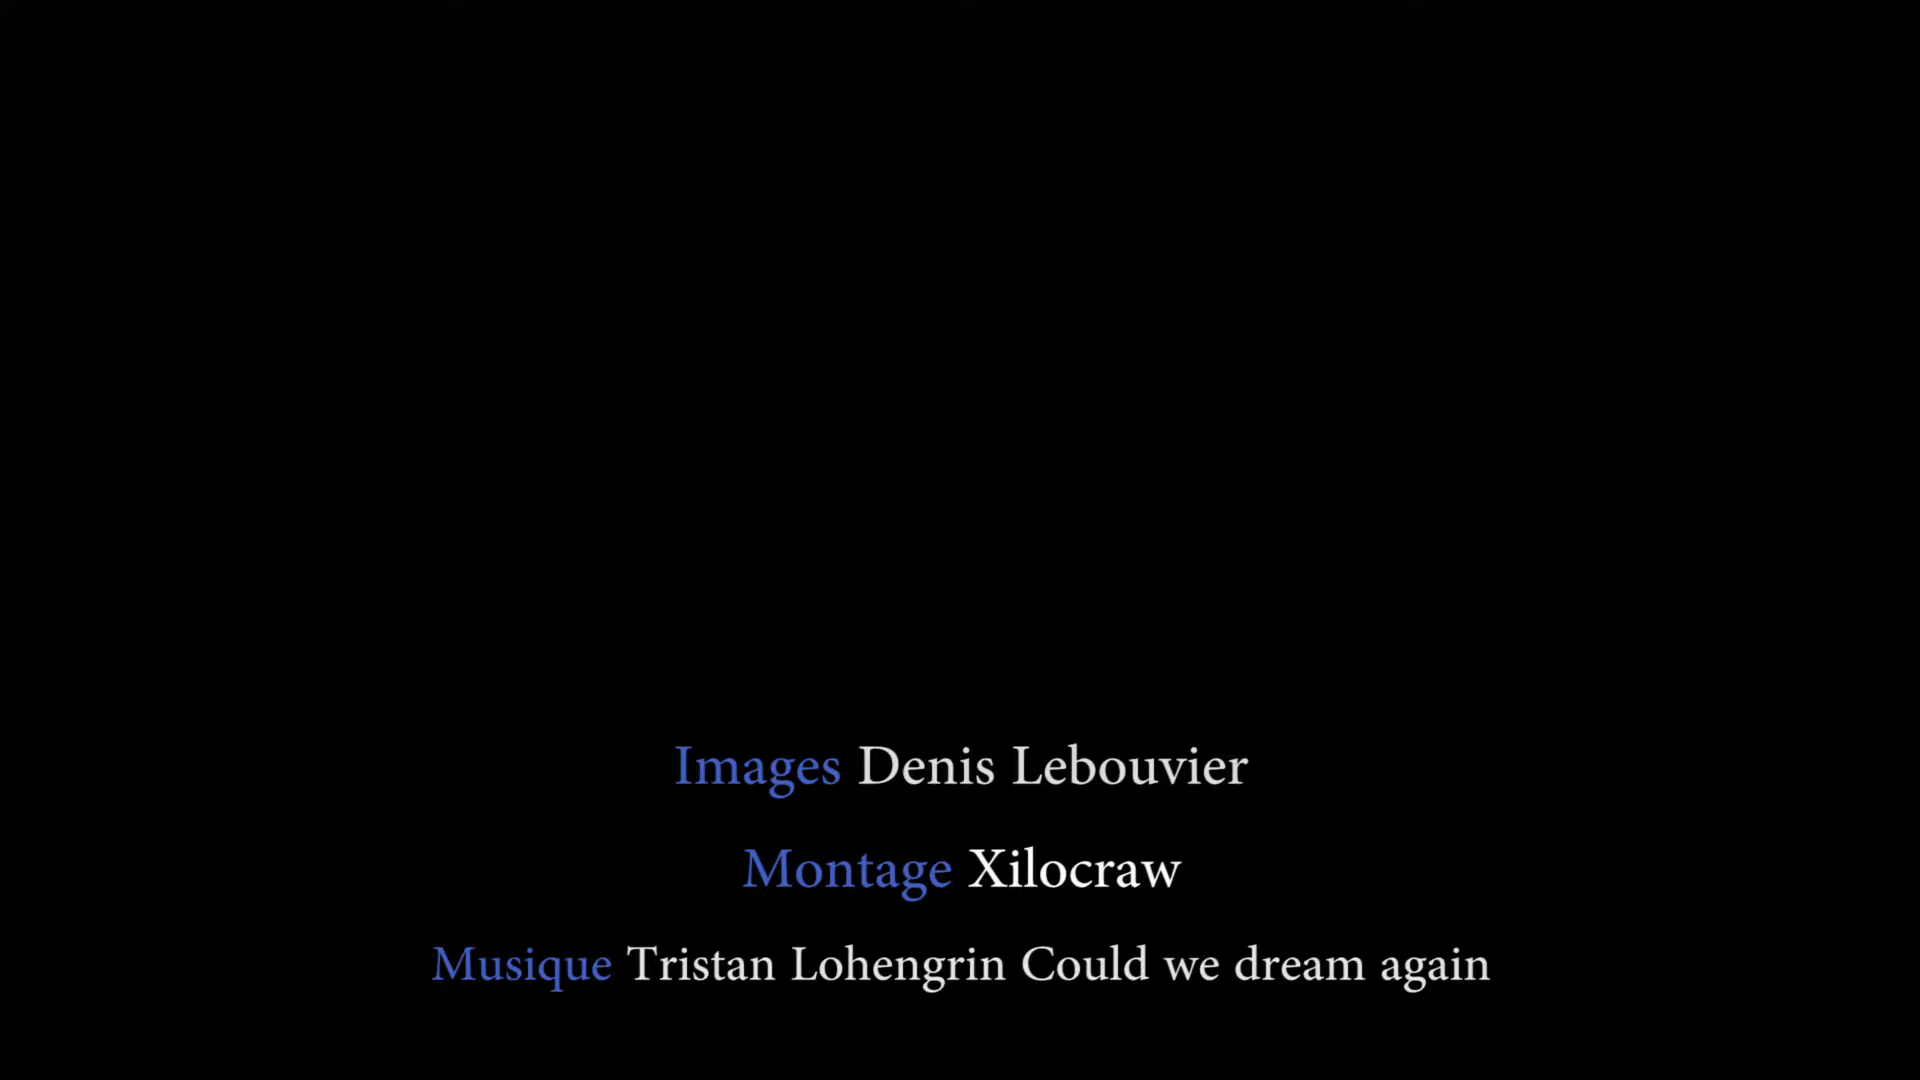 Images Denis Lebouvier
Montage Xilocraw
Musique Tristan Lohengrin Could we dream again